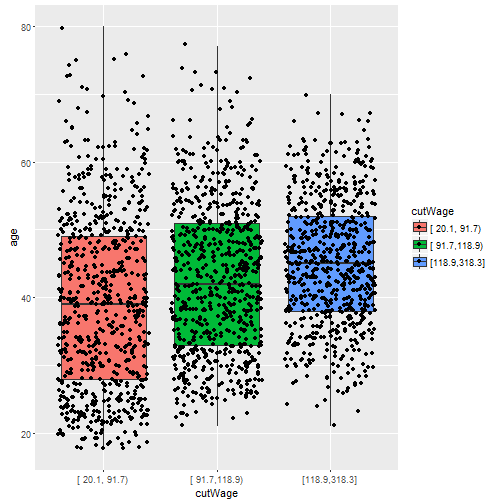 80
60
40
20
age
[ 20.1, 91.7)
[ 91.7,118.9)
[118.9,318.3]
cutWage
cutWage
[ 20.1, 91.7)
[ 91.7,118.9)
[118.9,318.3]